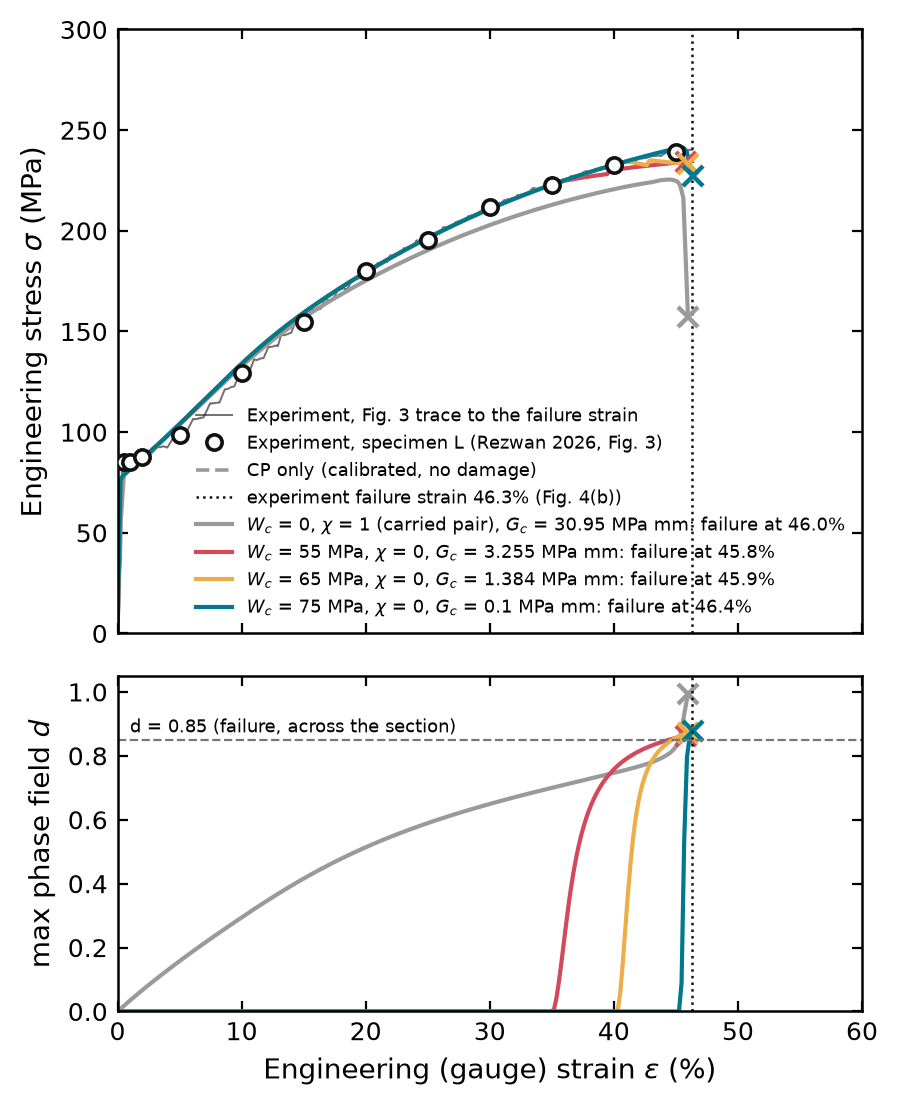 300
250
200
150
100
50
0
Engineering stress σ (MPa)
Experiment, Fig. 3 trace to the failure strain
Experiment, specimen L (Rezwan 2026, Fig. 3)
CP only (calibrated, no damage)
experiment failure strain 46.3% (Fig. 4(b))
W_c = 0, χ = 1 (carried pair), G_c = 30.95 MPa mm: failure at 46.0%
W_c = 55 MPa, χ = 0, G_c = 3.255 MPa mm: failure at 45.8%
W_c = 65 MPa, χ = 0, G_c = 1.384 MPa mm: failure at 45.9%
W_c = 75 MPa, χ = 0, G_c = 0.1 MPa mm: failure at 46.4%
1.0
0.8
0.6
0.4
0.2
0.0
max phase field d
d = 0.85 (failure, across the section)
0 10 20 30 40 50 60
Engineering (gauge) strain ε (%)